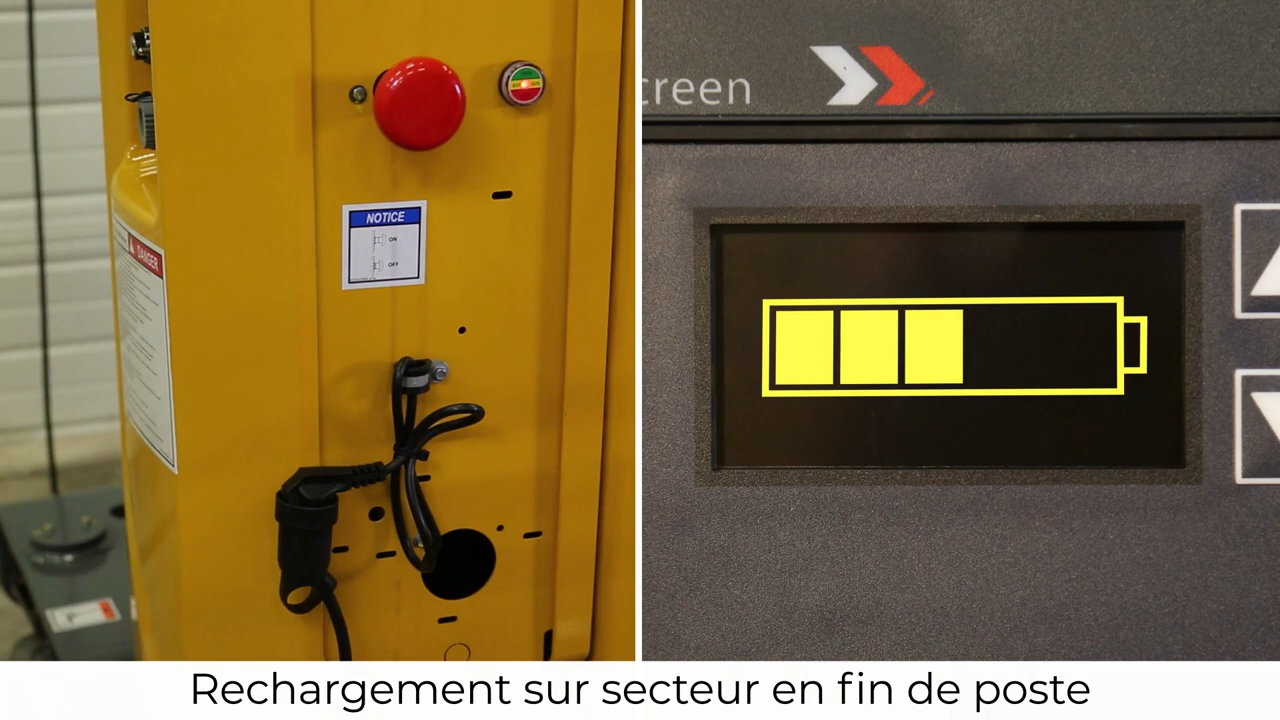 creen
NOTICE
ON
OFF
DANGER
Rechargement sur secteur en fin de poste